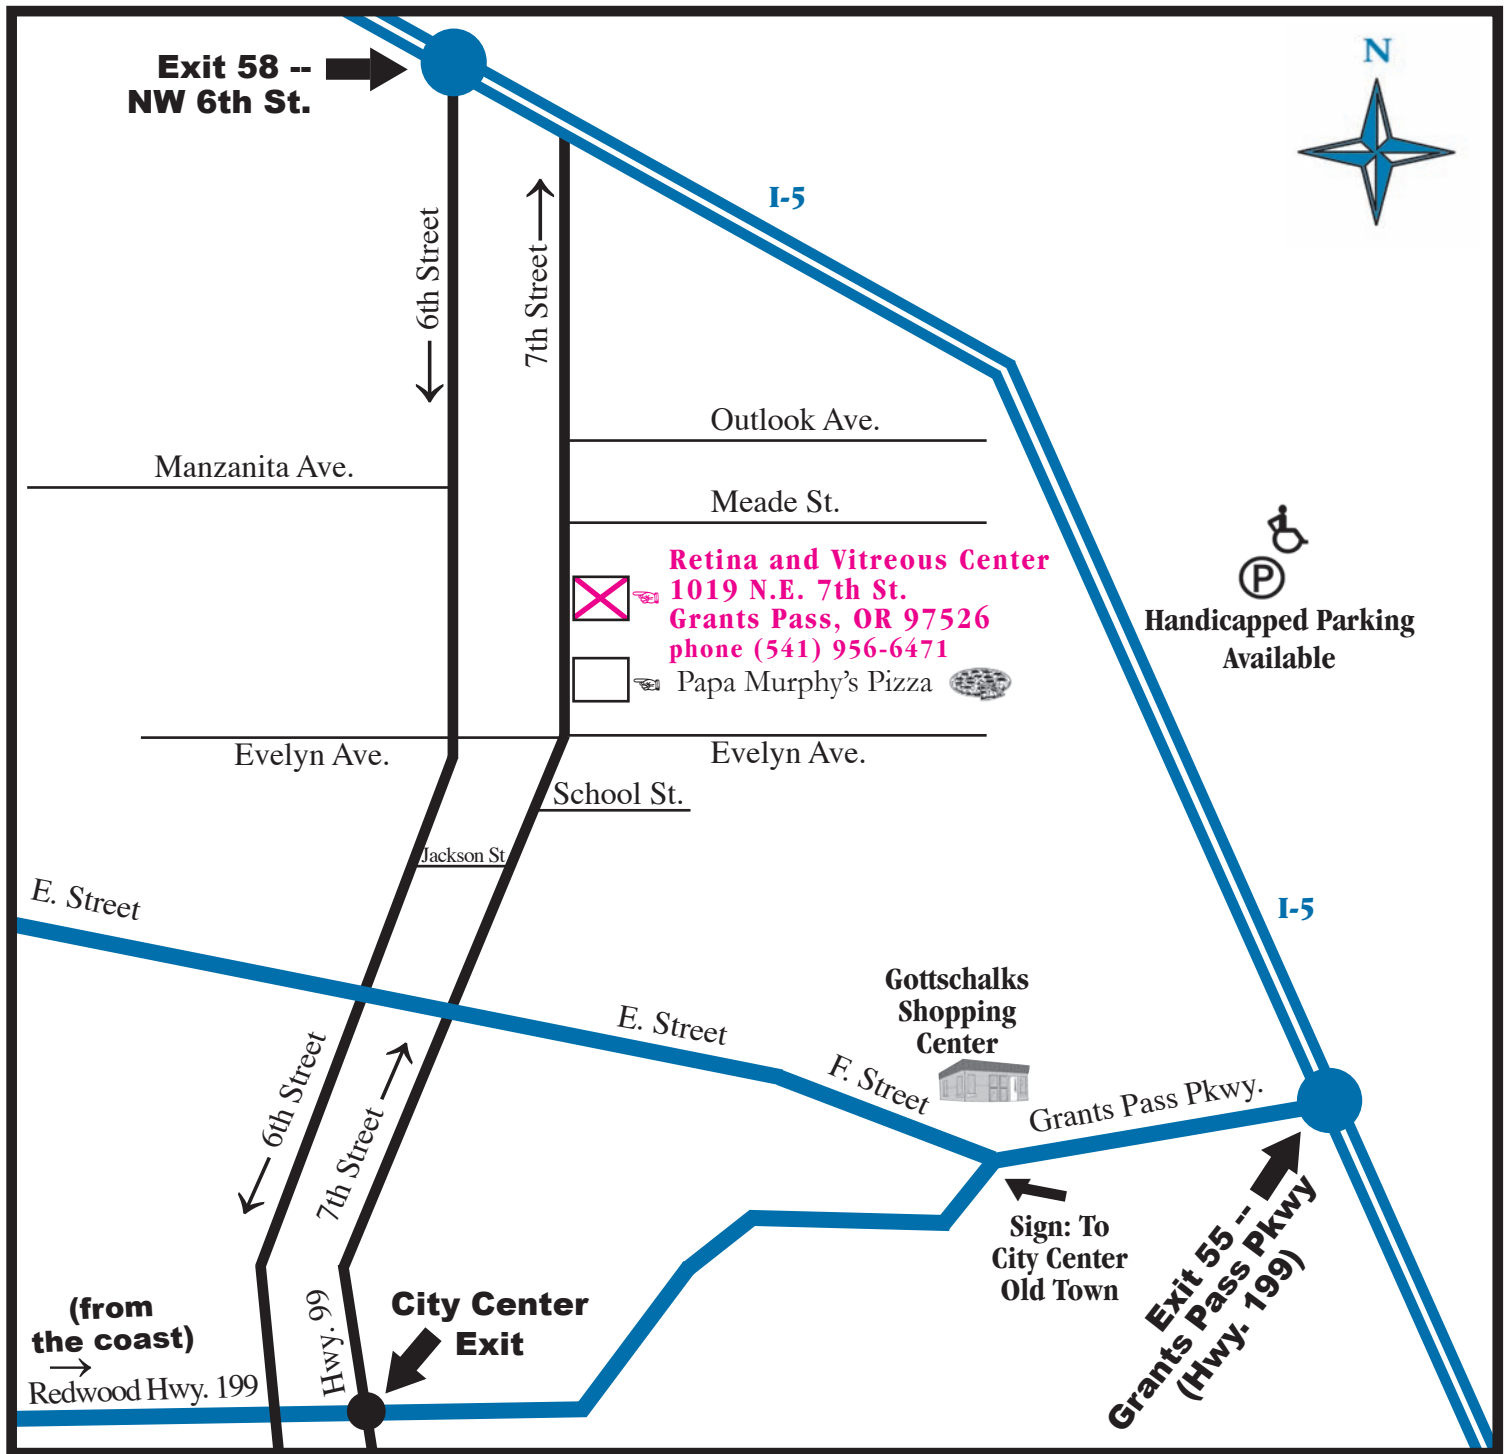 Exit 58 --
NW 6th St.
N
I-5
6th Street
7th Street
Outlook Ave.
Manzanita Ave.
Meade St.
Retina and Vitreous Center
1019 N.E. 7th St.
Grants Pass, OR 97526
phone (541) 956-6471
Papa Murphy's Pizza
P
Handicapped Parking
Available
Evelyn Ave.
Evelyn Ave.
School St.
Jackson St
E. Street
I-5
Gottschalks
Shopping
Center
E. Street
F. Street
Grants Pass Pkwy.
6th Street
7th Street
Sign: To
City Center
Old Town
Exit 55 --
Grants Pass Pkwy
(Hwy. 199)
(from
the coast)
Redwood Hwy. 199
Hwy. 99
City Center
Exit